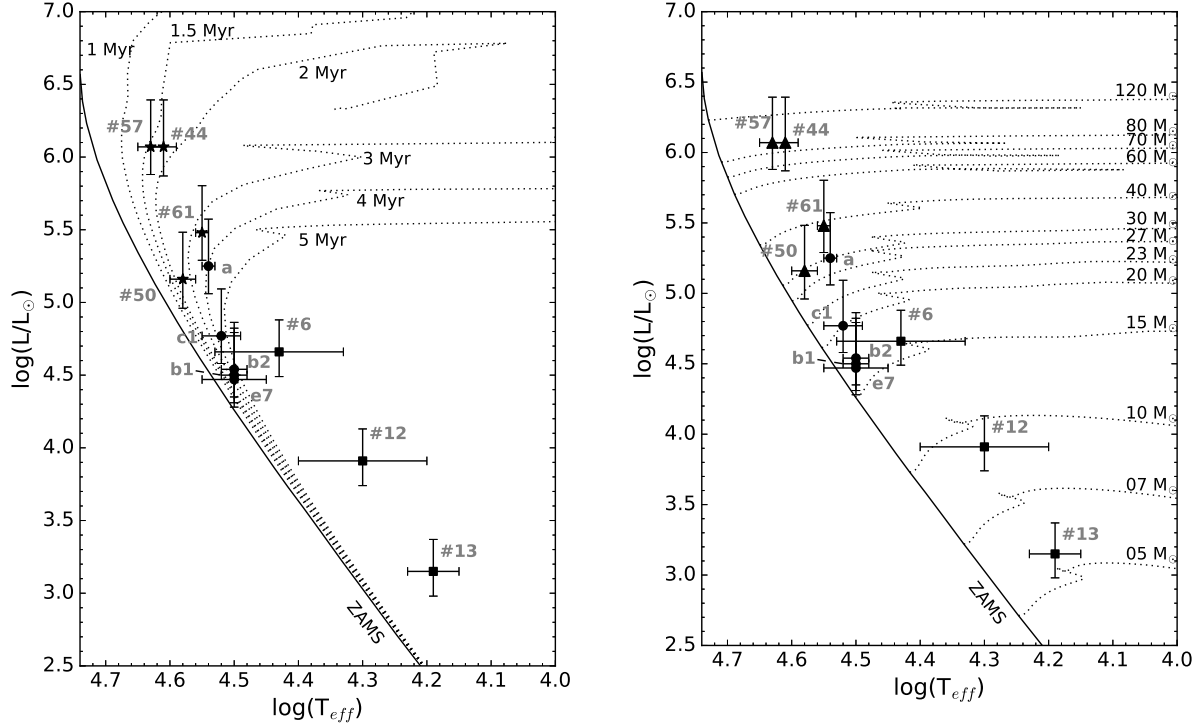 7.0
6.5
6.0
5.5
5.0
4.5
4.0
3.5
3.0
2.5
4.7 4.6 4.5 4.4 4.3 4.2 4.1 4.0
log(T_eff)
log(L/L☉)
1 Myr
1.5 Myr
2 Myr
3 Myr
4 Myr
5 Myr
#57
#44
#61
a
#50
c1
#6
b2
b1
e7
#12
#13
ZAMS
7.0
6.5
6.0
5.5
5.0
4.5
4.0
3.5
3.0
2.5
4.7 4.6 4.5 4.4 4.3 4.2 4.1 4.0
log(T_eff)
log(L/L☉)
120 M☉
80 M☉
70 M☉
60 M☉
40 M☉
30 M☉
27 M☉
23 M☉
20 M☉
15 M☉
10 M☉
07 M☉
05 M☉
#57
#44
#61
#50
a
c1
#6
b2
b1
e7
#12
#13
ZAMS